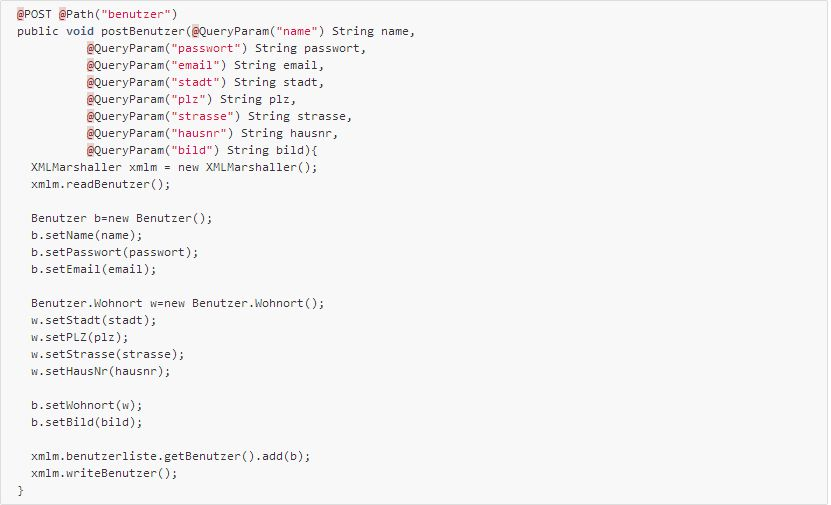 @POST @Path("benutzer")
public void postBenutzer(@QueryParam("name") String name,
          @QueryParam("passwort") String passwort,
          @QueryParam("email") String email,
          @QueryParam("stadt") String stadt,
          @QueryParam("plz") String plz,
          @QueryParam("strasse") String strasse,
          @QueryParam("hausnr") String hausnr,
          @QueryParam("bild") String bild){
  XMLMarshaller xmlm = new XMLMarshaller();
  xmlm.readBenutzer();

  Benutzer b=new Benutzer();
  b.setName(name);
  b.setPasswort(passwort);
  b.setEmail(email);

  Benutzer.Wohnort w=new Benutzer.Wohnort();
  w.setStadt(stadt);
  w.setPLZ(plz);
  w.setStrasse(strasse);
  w.setHausNr(hausnr);

  b.setWohnort(w);
  b.setBild(bild);

  xmlm.benutzerliste.getBenutzer().add(b);
  xmlm.writeBenutzer();
}